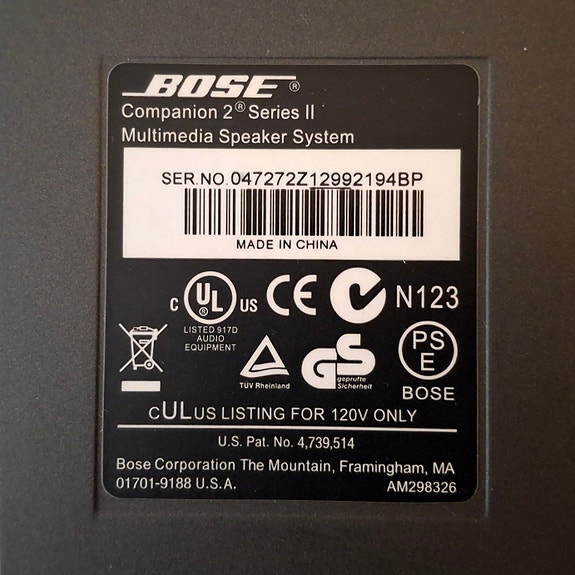 BOSE ®
Companion 2® Series II
Multimedia Speaker System
SER.NO.047272Z12992194BP
MADE IN CHINA
c UL ® US CE N123
LISTED 917D
AUDIO
EQUIPMENT
TÜV Rheinland
GS
geprüfte
Sicherheit
PS
E
BOSE
cULUS LISTING FOR 120V ONLY
U.S. Pat. No. 4,739,514
Bose Corporation The Mountain, Framingham, MA
01701-9188 U.S.A.
AM298326